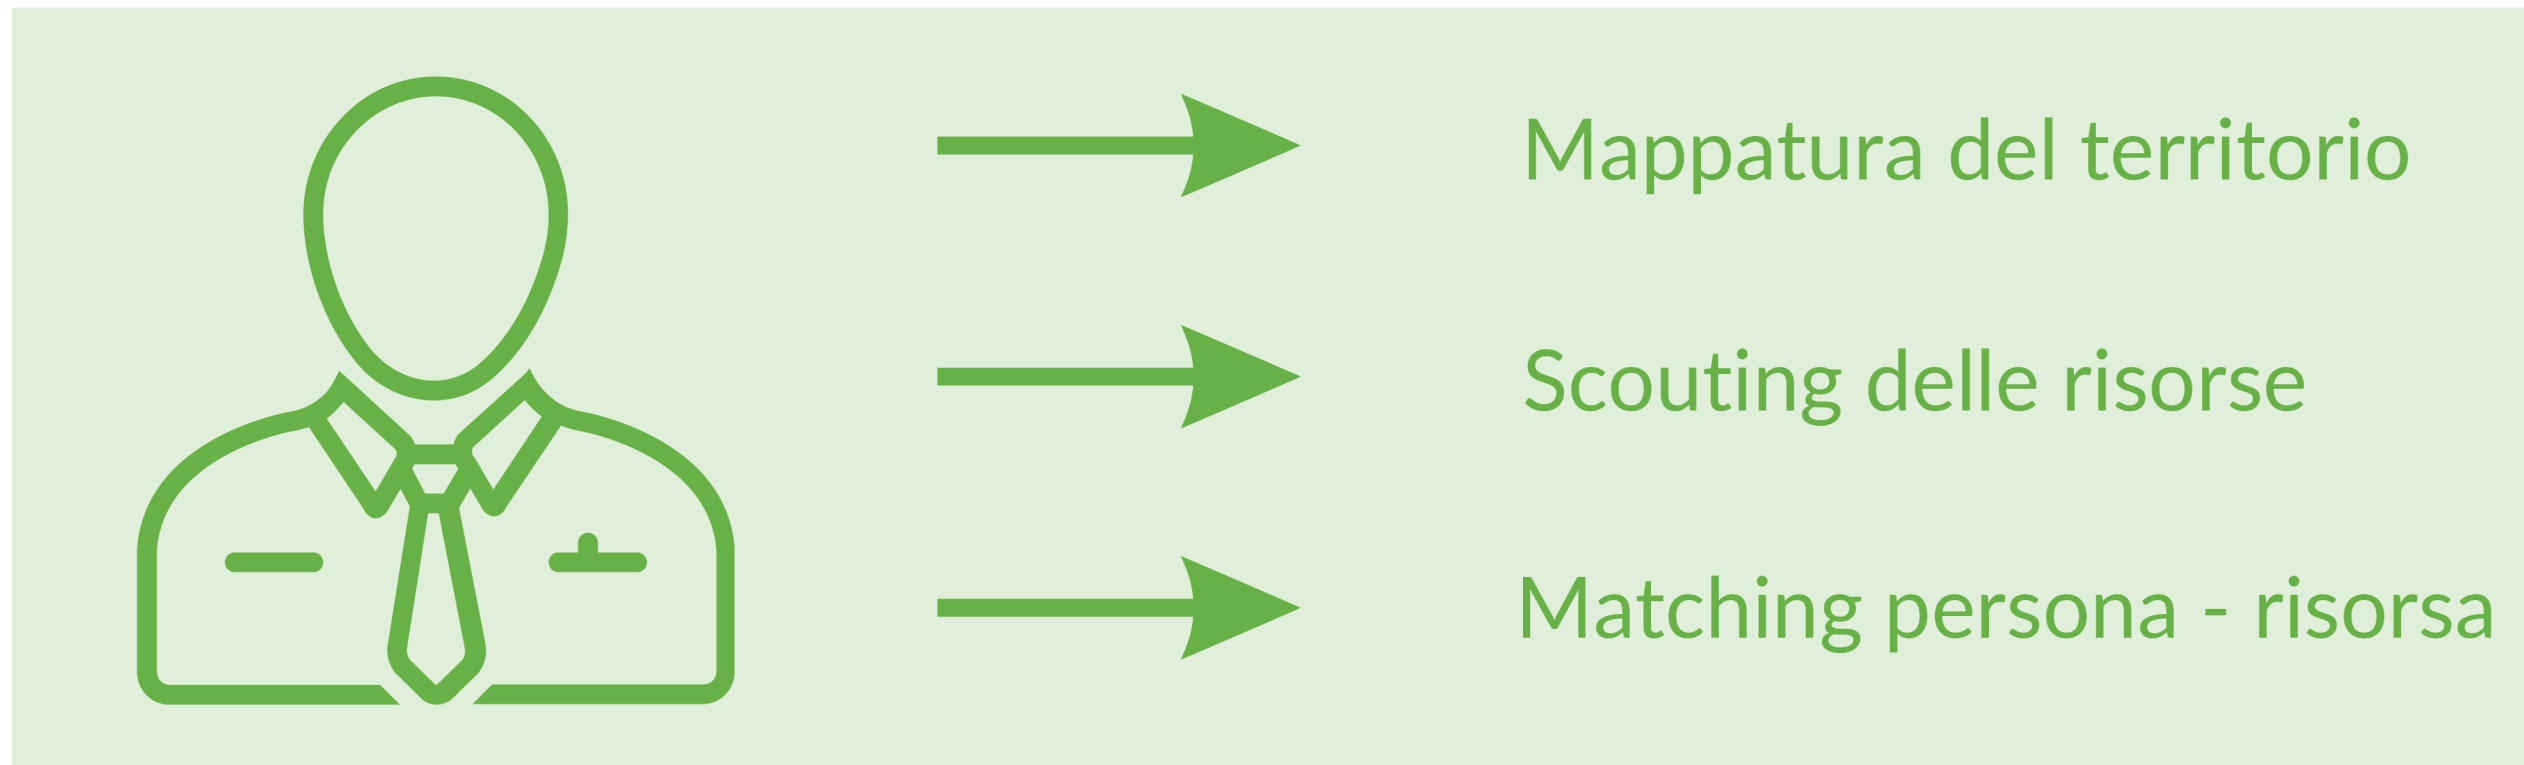 Mappatura del territorio
Scouting delle risorse
Matching persona - risorsa